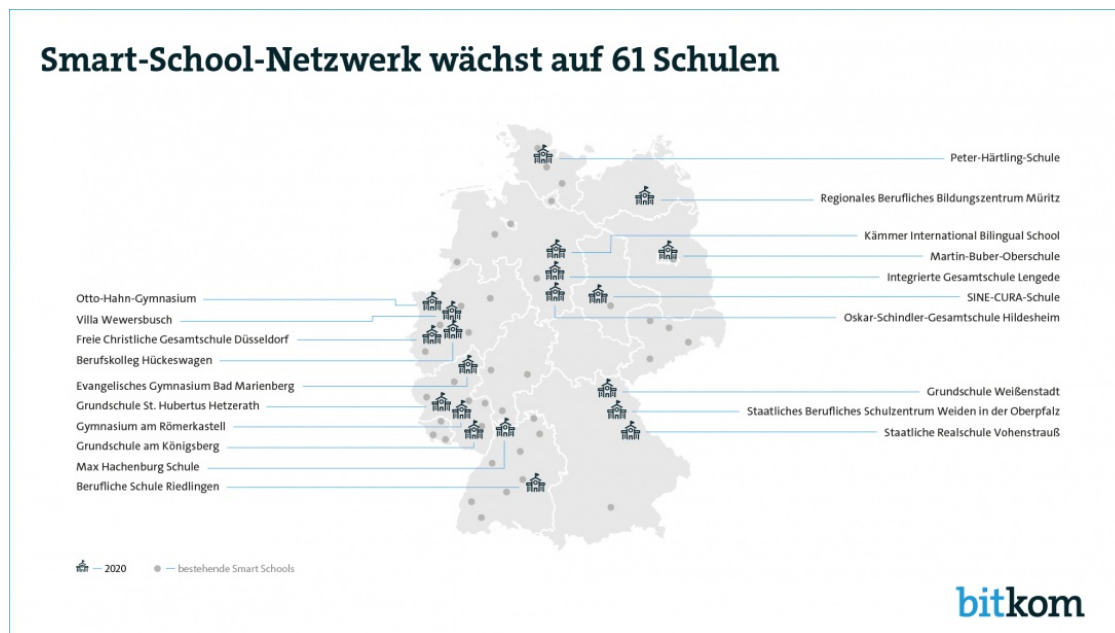 Smart-School-Netzwerk wächst auf 61 Schulen
Peter-Härtling-Schule
Regionales Berufliches Bildungszentrum Müritz
Kämmer International Bilingual School
Martin-Buber-Oberschule
Integrierte Gesamtschule Lengede
SINE-CURA-Schule
Oskar-Schindler-Gesamtschule Hildesheim
Otto-Hahn-Gymnasium
Villa Wewersbusch
Freie Christliche Gesamtschule Düsseldorf
Berufskolleg Hückeswagen
Evangelisches Gymnasium Bad Marienberg
Grundschule St. Hubertus Hetzerath
Gymnasium am Römerkastell
Grundschule am Königsberg
Max Hachenburg Schule
Berufliche Schule Riedlingen
Grundschule Weißenstadt
Staatliches Berufliches Schulzentrum Weiden in der Oberpfalz
Staatliche Realschule Vohenstrauß
2020
bestehende Smart Schools
bitkom